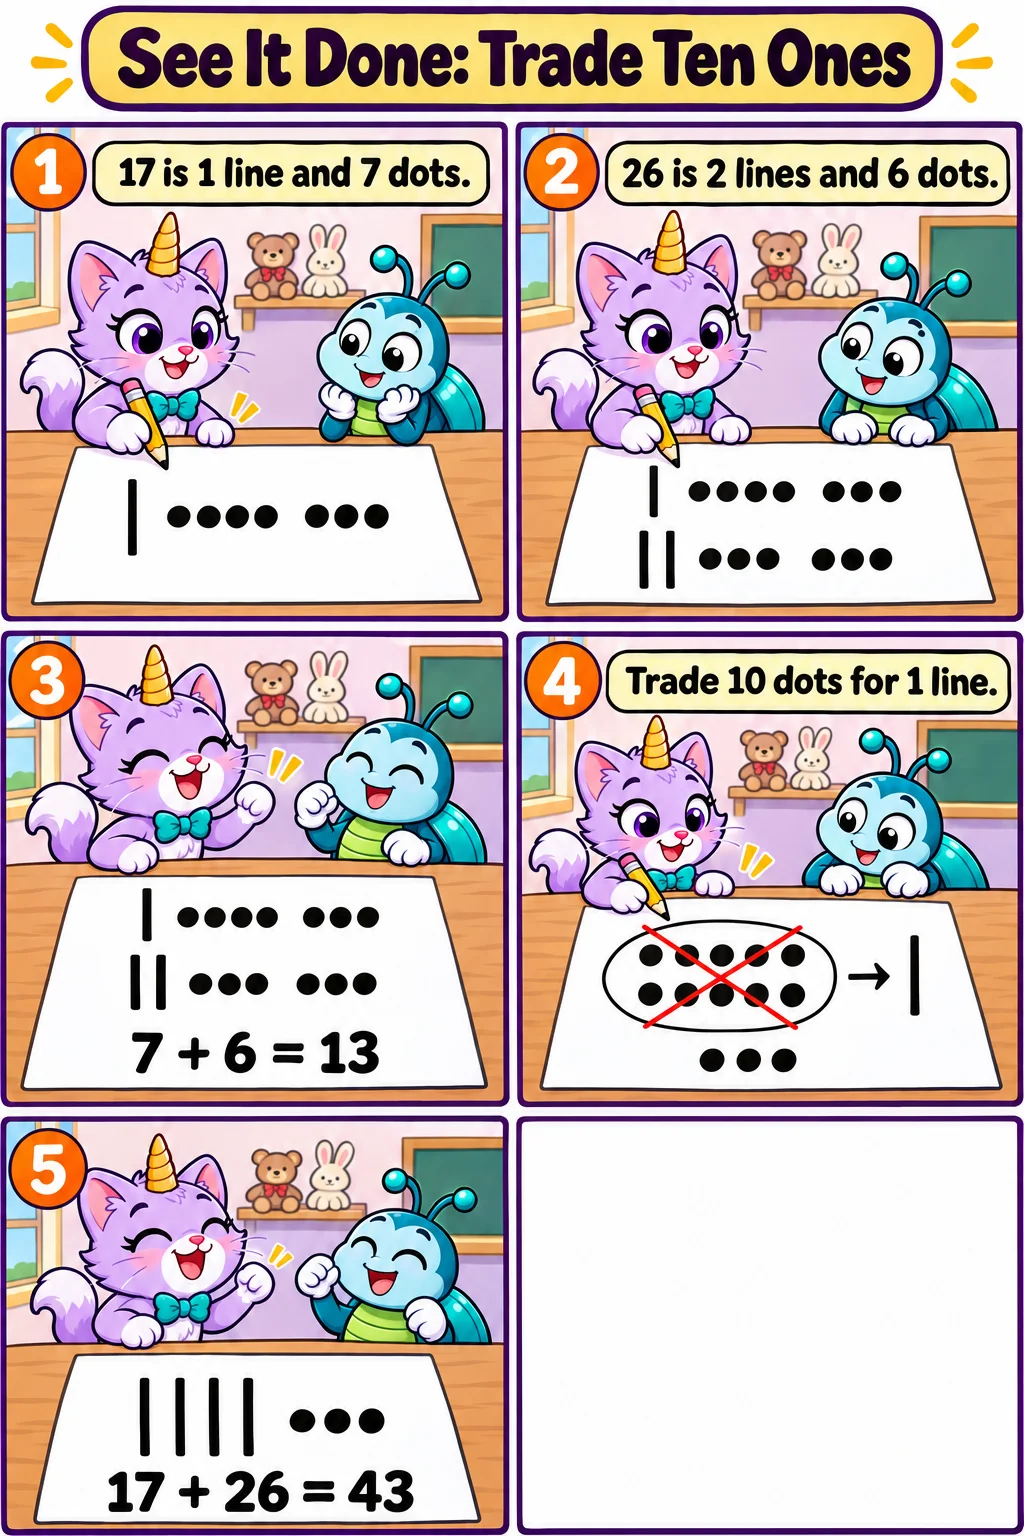 See It Done: Trade Ten Ones
1
17 is 1 line and 7 dots.
2
26 is 2 lines and 6 dots.
3
7 + 6 = 13
4
Trade 10 dots for 1 line.
→
5
17 + 26 = 43